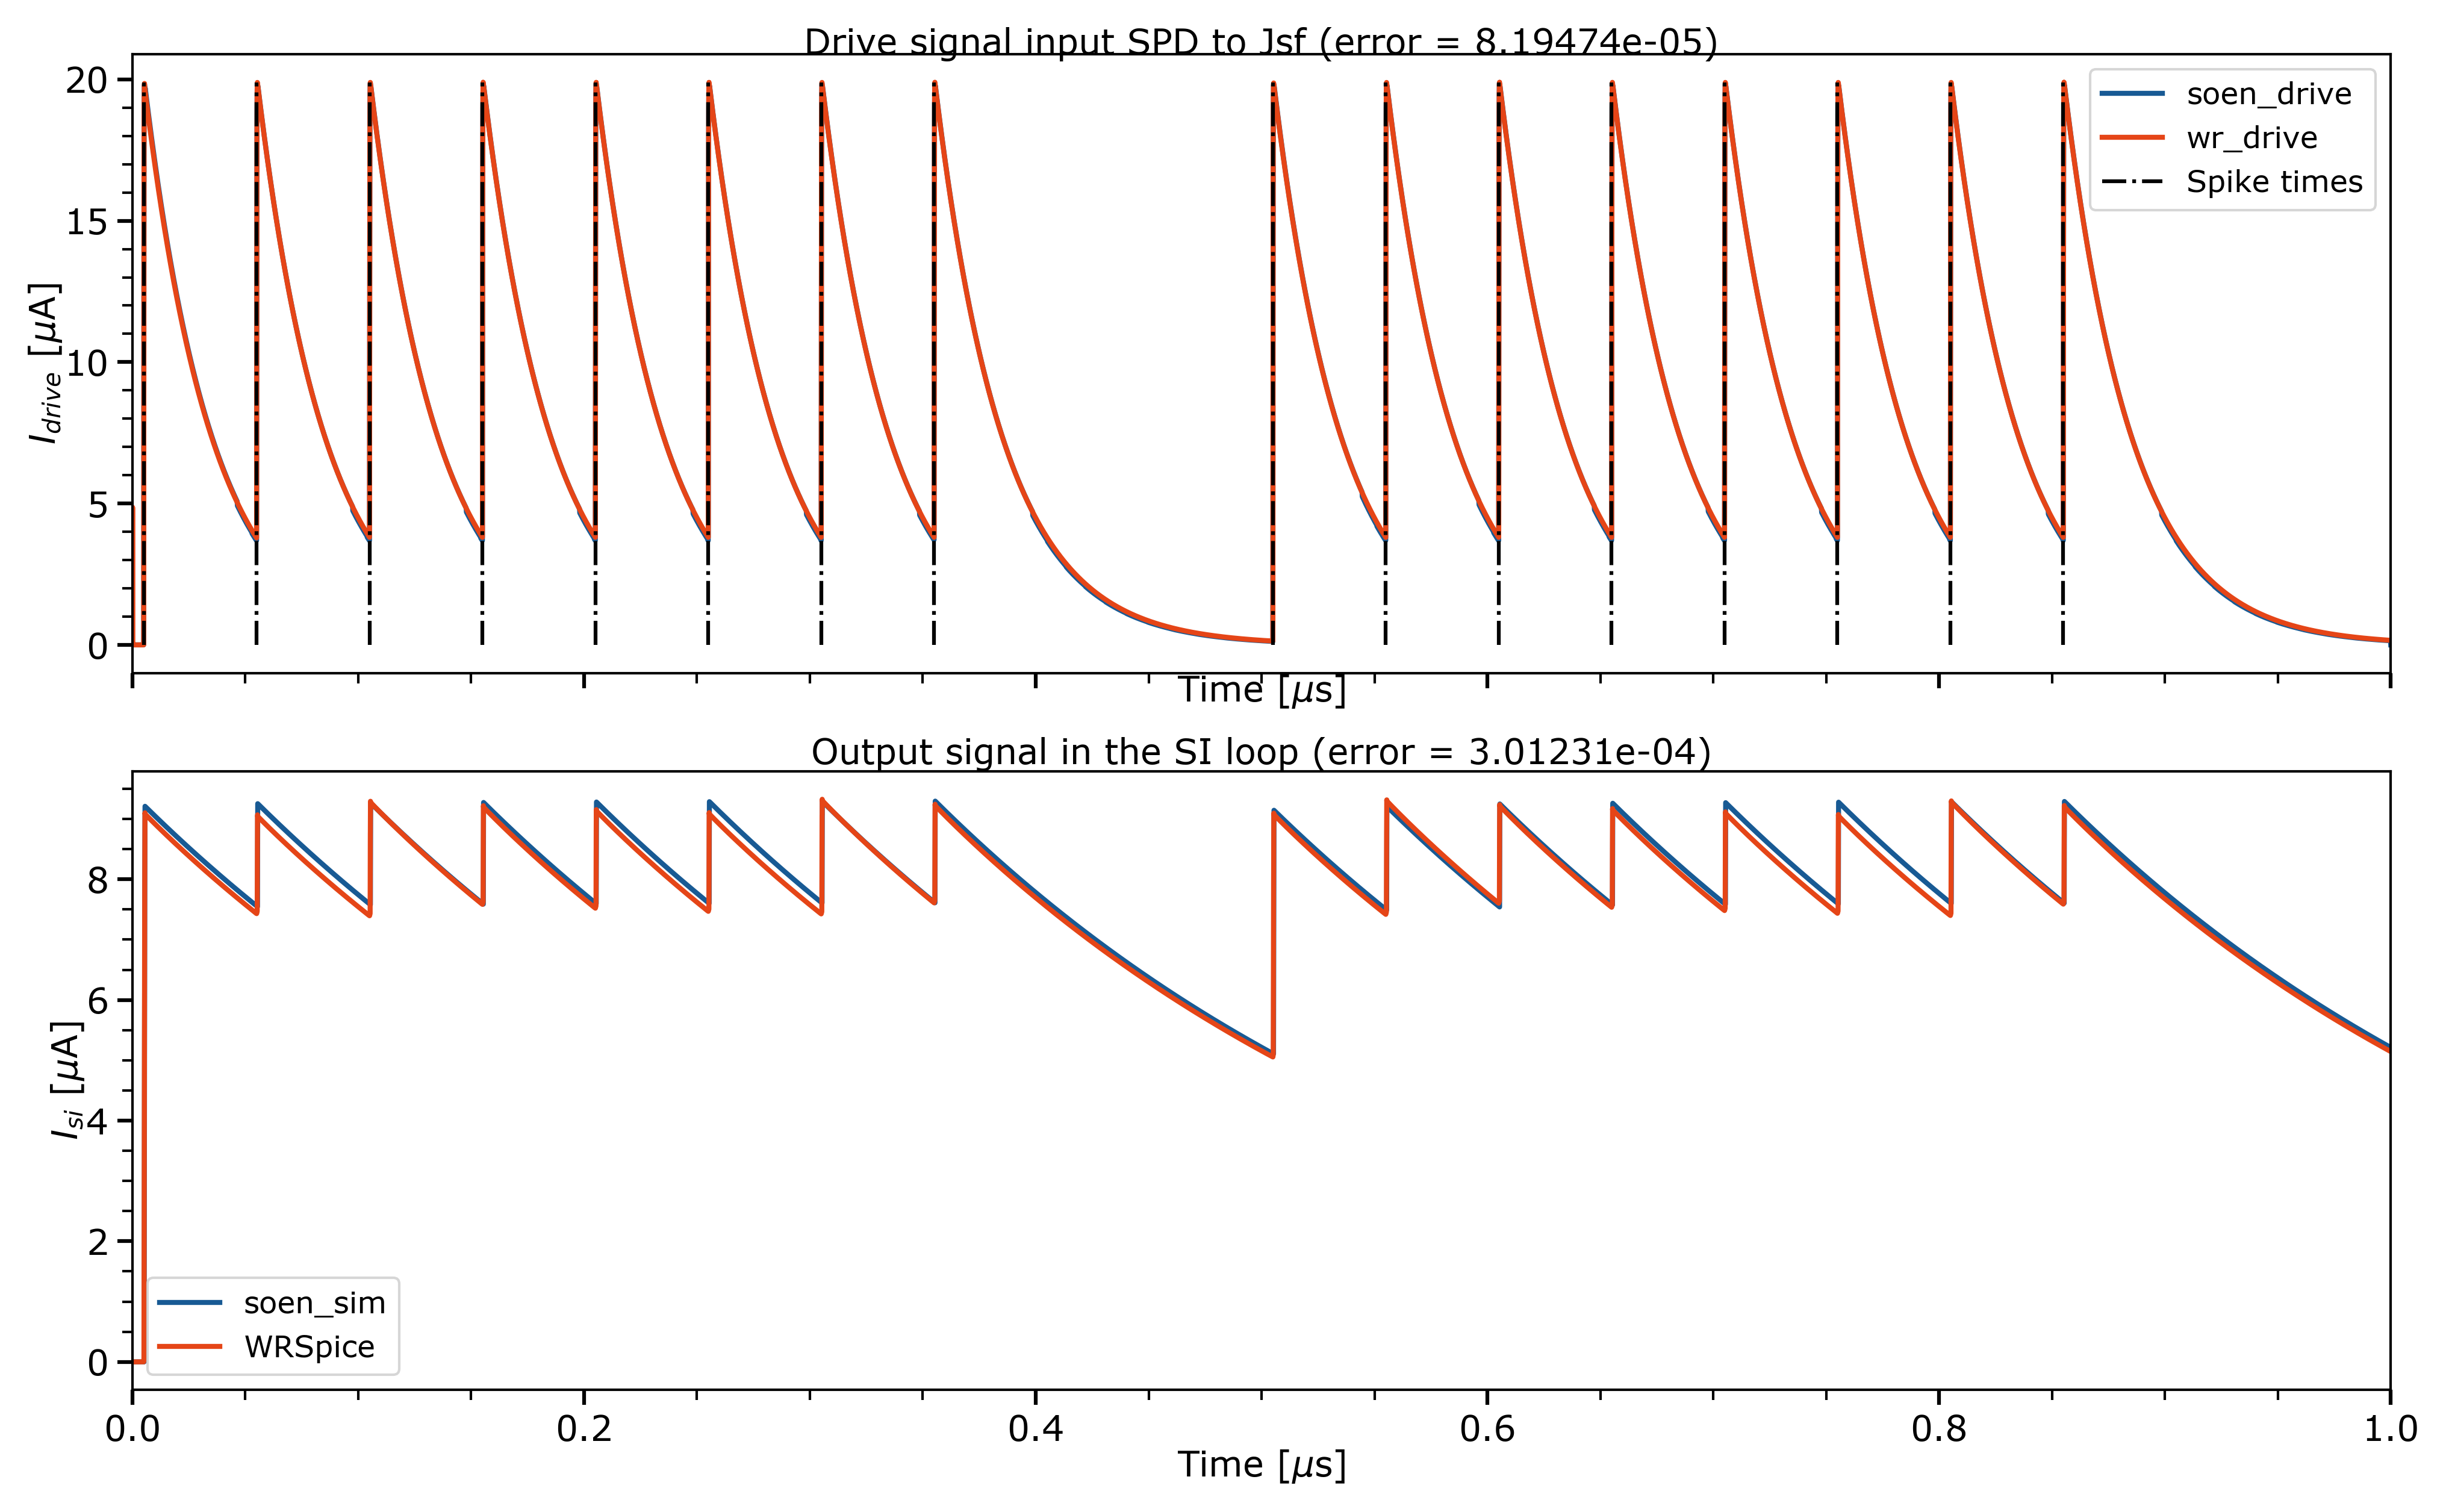 Drive signal input SPD to Jsf (error = 8.19474e-05)
20
15
10
5
0
I_drive [μA]
soen_drive
wr_drive
Spike times
Time [μs]
Output signal in the SI loop (error = 3.01231e-04)
8
6
4
2
0
I_si [μA]
soen_sim
WRSpice
0.0 0.2 0.4 0.6 0.8 1.0
Time [μs]